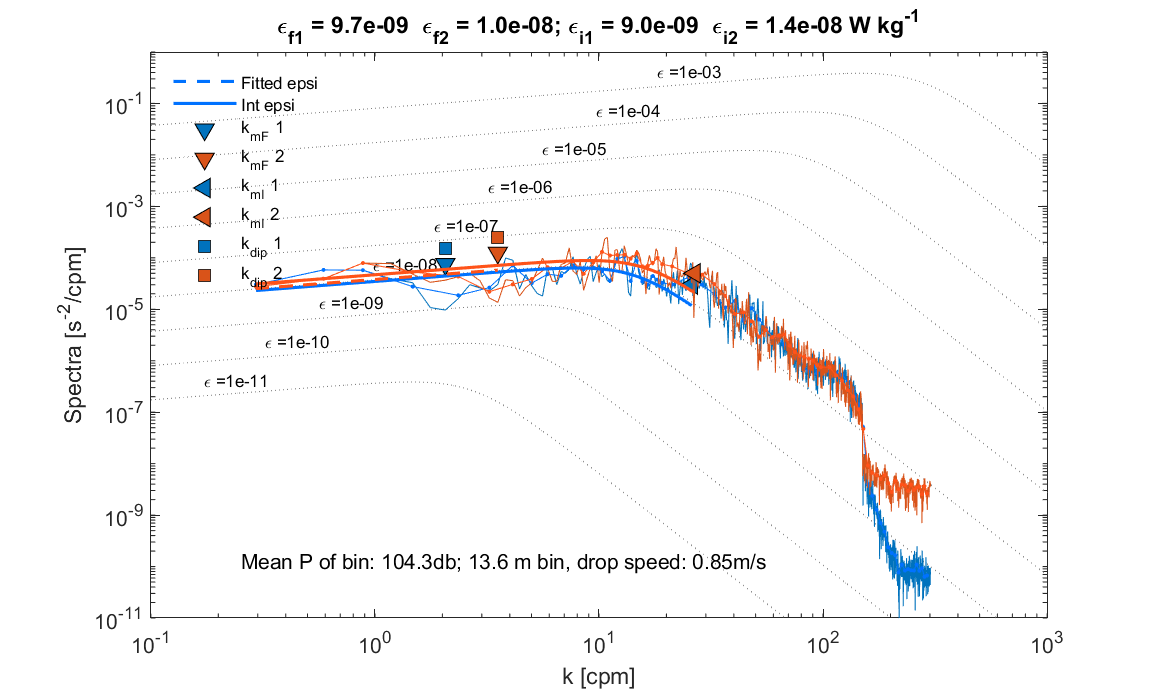 ϵf1 = 9.7e-09 ϵf2 = 1.0e-08; ϵi1 = 9.0e-09 ϵi2 = 1.4e-08 W kg-1
Fitted epsi
Int epsi
kmF 1
kmF 2
kmI 1
kmI 2
kdip 1
kdip 2
ϵ =1e-03
ϵ =1e-04
ϵ =1e-05
ϵ =1e-06
ϵ =1e-07
ϵ =1e-08
ϵ =1e-09
ϵ =1e-10
ϵ =1e-11
Mean P of bin: 104.3db; 13.6 m bin, drop speed: 0.85m/s
Spectra [s-2/cpm]
10-1
10-3
10-5
10-7
10-9
10-11
10-1 100 101 102 103
k [cpm]